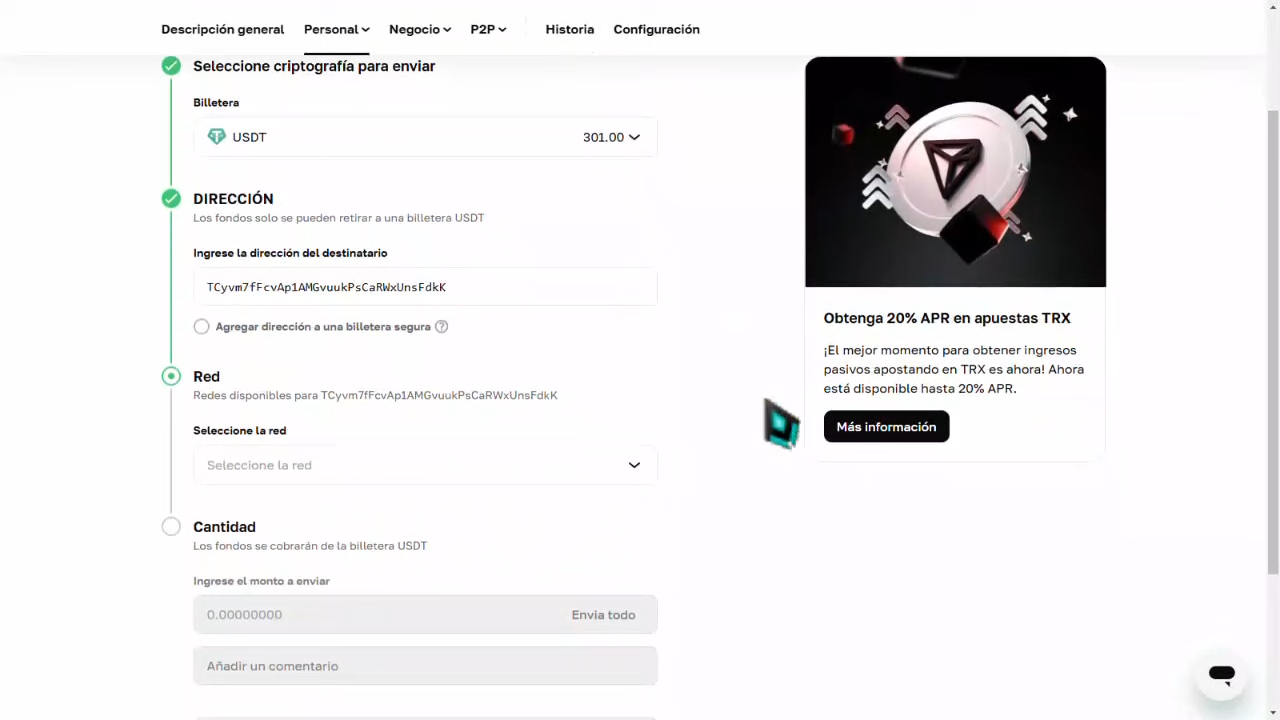 Descripción general Personal Negocio P2P Historia Configuración
Seleccione criptografía para enviar
Billetera
USDT 301.00
DIRECCIÓN
Los fondos solo se pueden retirar a una billetera USDT
Ingrese la dirección del destinatario
TCyvm7fFcvAp1AMGvuukPsCaRWxUnsFdkK
Agregar dirección a una billetera segura ?
Red
Redes disponibles para TCyvm7fFcvAp1AMGvuukPsCaRWxUnsFdkK
Seleccione la red
Seleccione la red
Cantidad
Los fondos se cobrarán de la billetera USDT
Ingrese el monto a enviar
0.00000000 Envia todo
Añadir un comentario
Obtenga 20% APR en apuestas TRX
¡El mejor momento para obtener ingresos
pasivos apostando en TRX es ahora! Ahora
está disponible hasta 20% APR.
Más información